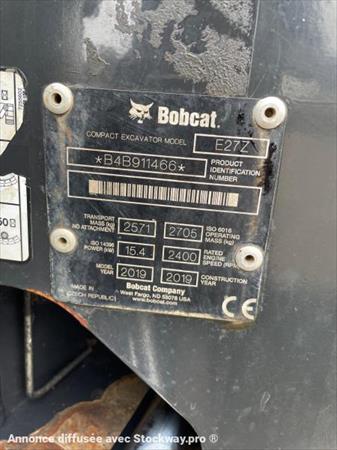 Bobcat.
COMPACT EXCAVATOR MODEL E27Z
*B4B911466*
PRODUCT IDENTIFICATION NUMBER
TRANSPORT MASS (kg) NO ATTACHMENT 2571 2705 ISO 6016 OPERATING MASS (kg)
ISO 14396 POWER (kW) 15.4 2400 RATED ENGINE SPEED (RPM)
MODEL YEAR 2019 2019 CONSTRUCTION YEAR
MADE IN CZECH REPUBLIC
Bobcat Company
West Fargo, ND 58078 USA
www.bobcat.com
CE
Annonce diffusée avec Stockway.pro ®